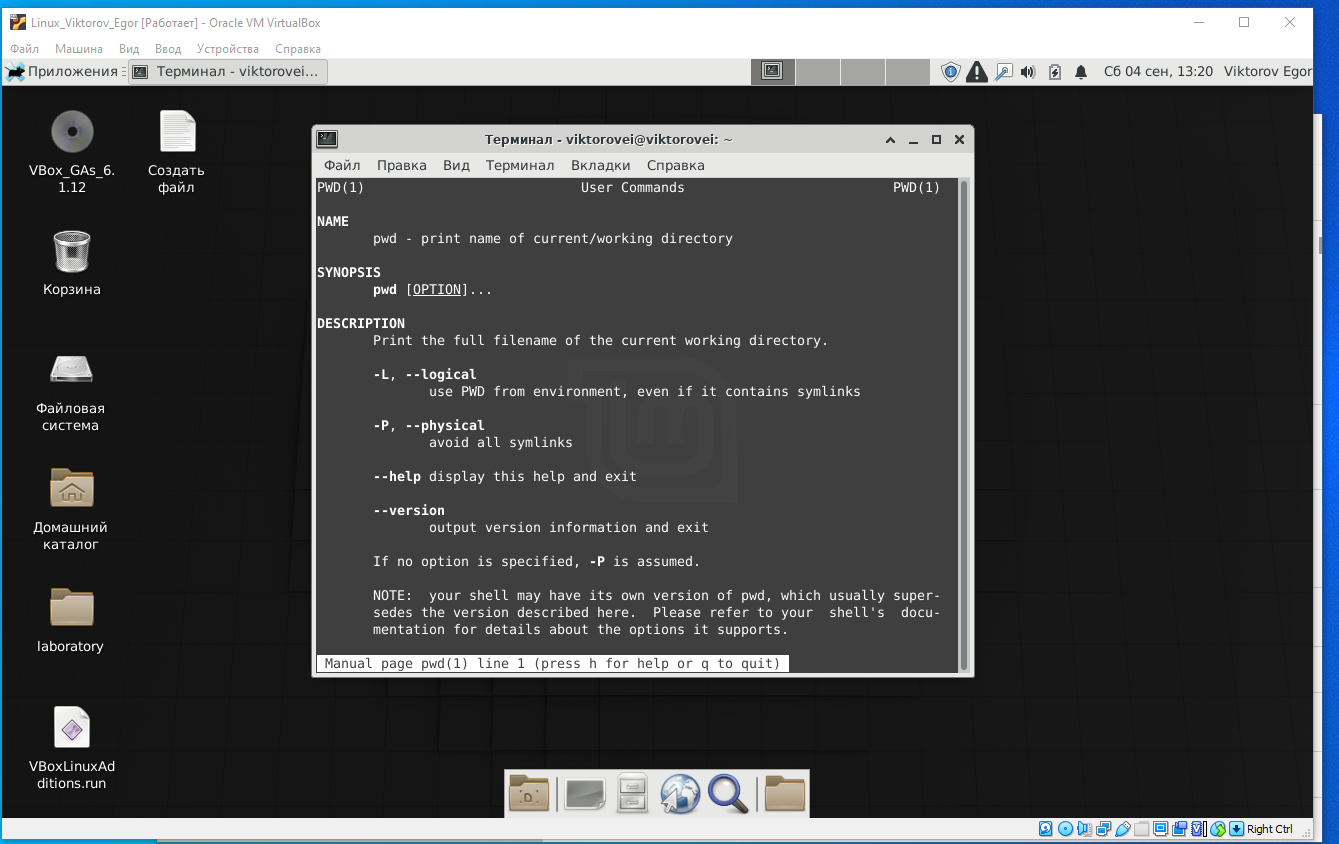 Linux_Viktorov_Egor [Работает] - Oracle VM VirtualBox
Файл Машина Вид Ввод Устройства Справка
Приложения Терминал - viktorovei... Сб 04 сен, 13:20 Viktorov Egor
VBox_GAs_6.
1.12
Создать
файл
Корзина
Файловая
система
Домашний
каталог
laboratory
VBoxLinuxAd
ditions.run
Терминал - viktorovei@viktorovei: ~
Файл Правка Вид Терминал Вкладки Справка
PWD(1) User Commands PWD(1)
NAME
pwd - print name of current/working directory
SYNOPSIS
pwd [OPTION]...
DESCRIPTION
Print the full filename of the current working directory.
-L, --logical
use PWD from environment, even if it contains symlinks
-P, --physical
avoid all symlinks
--help display this help and exit
--version
output version information and exit
If no option is specified, -P is assumed.
NOTE: your shell may have its own version of pwd, which usually super-
sedes the version described here. Please refer to your shell's docu-
mentation for details about the options it supports.
Manual page pwd(1) line 1 (press h for help or q to quit)
Right Ctrl